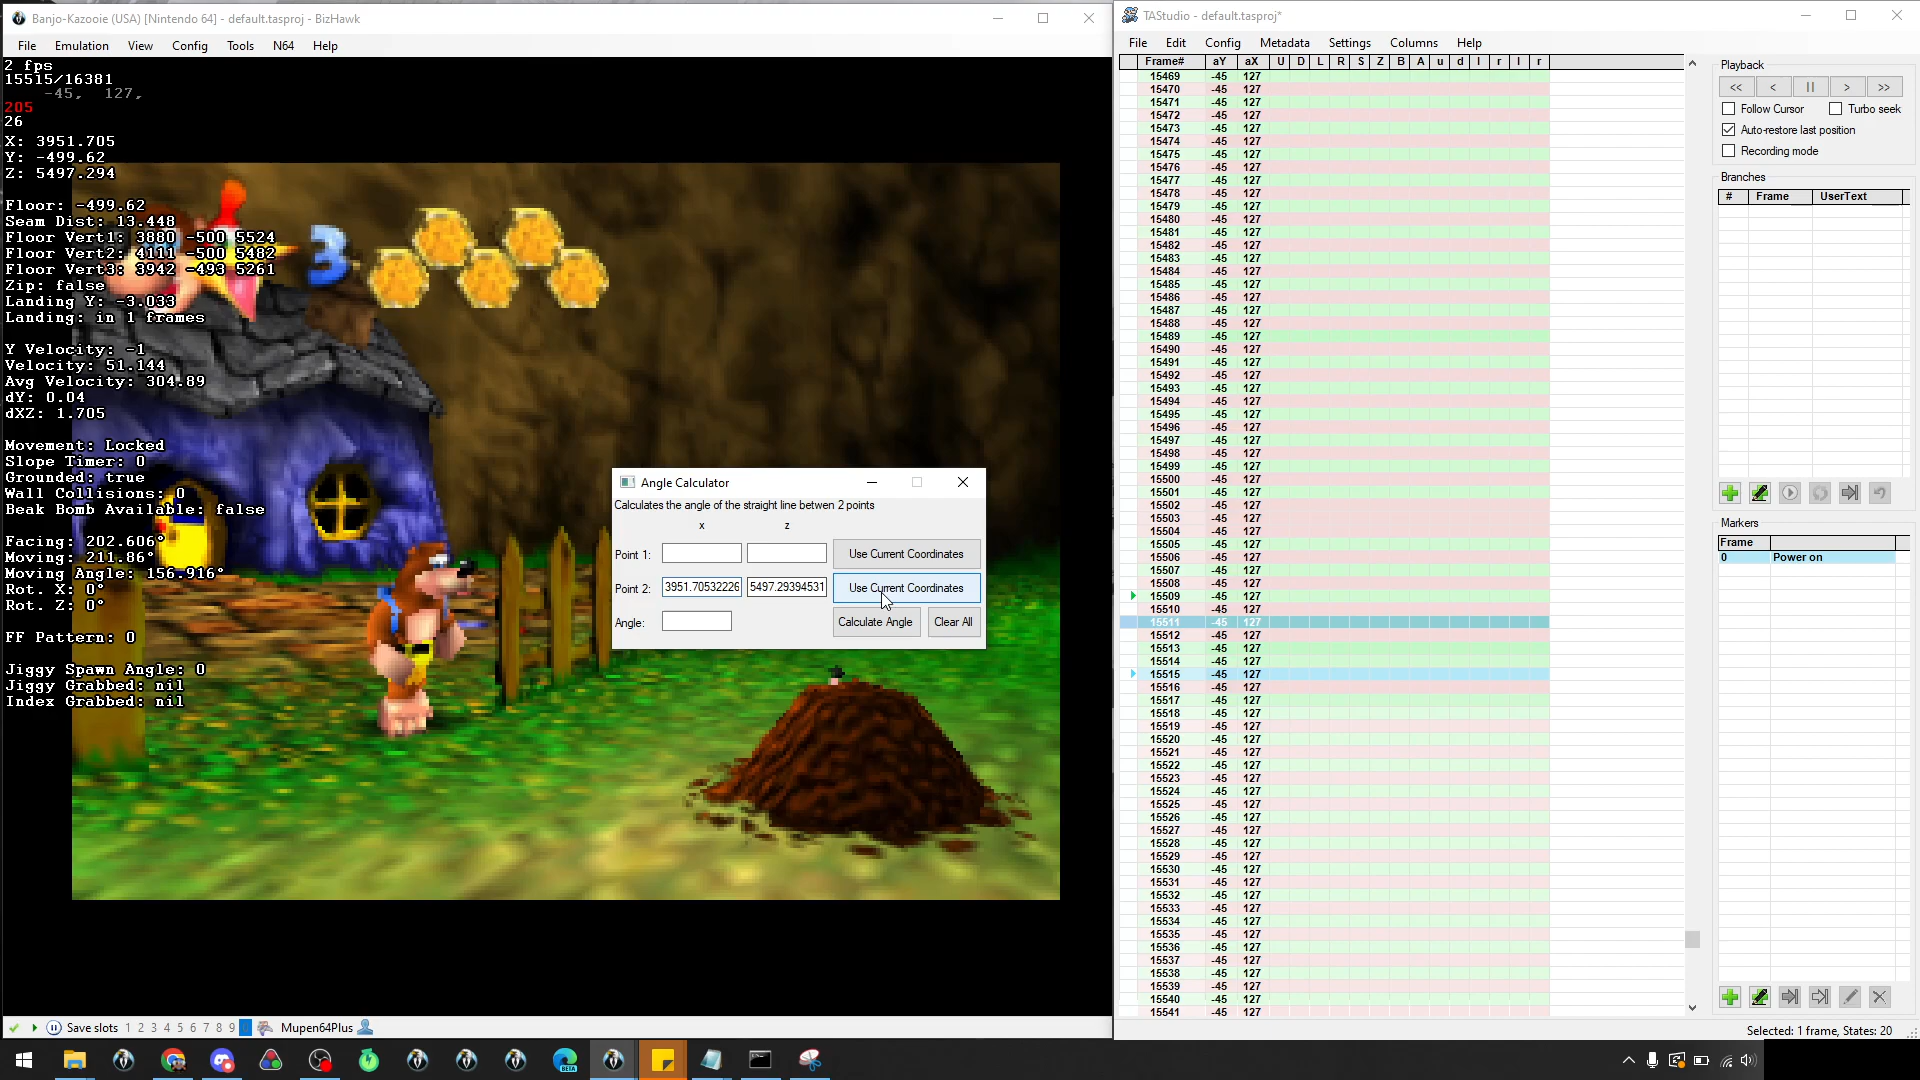 Banjo-Kazooie (USA) [Nintendo 64] - default.tasproj - BizHawk
File Emulation View Config Tools N64 Help
2 fps
15515/16381
-45, 127,
205
26
X: 3951.705
Y: -499.62
Z: 5497.294
Floor: -499.62
Seam Dist: 13.448
Floor Vert1: 3880 -500 5524
Floor Vert2: 4111 -500 5482
Floor Vert3: 3942 -493 5261
Zip: false
Landing Y: -3.033
Landing: in 1 frames
3
Y Velocity: -1
Velocity: 51.144
Avg Velocity: 304.89
dY: 0.04
dXZ: 1.705
Movement: Locked
Slope Timer: 0
Grounded: true
Wall Collisions: 0
Beak Bomb Available: false
Facing: 202.606°
Moving: 211.86°
Moving Angle: 156.916°
Rot. X: 0°
Rot. Z: 0°
FF Pattern: 0
Jiggy Spawn Angle: 0
Jiggy Grabbed: nil
Index Grabbed: nil
Angle Calculator
Calculates the angle of the straight line betwen 2 points
x z
Point 1: Use Current Coordinates
Point 2: 3951.70532226 5497.29394531 Use Current Coordinates
Angle: Calculate Angle Clear All
Save slots 1 2 3 4 5 6 7 8 9 Mupen64Plus
TAStudio - default.tasproj*
File Edit Config Metadata Settings Columns Help
Frame# aY aX U D L R S Z B A u d l r l r
15469 -45 127
15470 -45 127
15471 -45 127
15472 -45 127
15473 -45 127
15474 -45 127
15475 -45 127
15476 -45 127
15477 -45 127
15478 -45 127
15479 -45 127
15480 -45 127
15481 -45 127
15482 -45 127
15483 -45 127
15484 -45 127
15485 -45 127
15486 -45 127
15487 -45 127
15488 -45 127
15489 -45 127
15490 -45 127
15491 -45 127
15492 -45 127
15493 -45 127
15494 -45 127
15495 -45 127
15496 -45 127
15497 -45 127
15498 -45 127
15499 -45 127
15500 -45 127
15501 -45 127
15502 -45 127
15503 -45 127
15504 -45 127
15505 -45 127
15506 -45 127
15507 -45 127
15508 -45 127
15509 -45 127
15510 -45 127
15511 -45 127
15512 -45 127
15513 -45 127
15514 -45 127
15515 -45 127
15516 -45 127
15517 -45 127
15518 -45 127
15519 -45 127
15520 -45 127
15521 -45 127
15522 -45 127
15523 -45 127
15524 -45 127
15525 -45 127
15526 -45 127
15527 -45 127
15528 -45 127
15529 -45 127
15530 -45 127
15531 -45 127
15532 -45 127
15533 -45 127
15534 -45 127
15535 -45 127
15536 -45 127
15537 -45 127
15538 -45 127
15539 -45 127
15540 -45 127
15541 -45 127
Playback
<< < || > >>
Follow Cursor Turbo seek
Auto-restore last position
Recording mode
Branches
# Frame UserText
Markers
Frame
0 Power on
Selected: 1 frame, States: 20
BETA